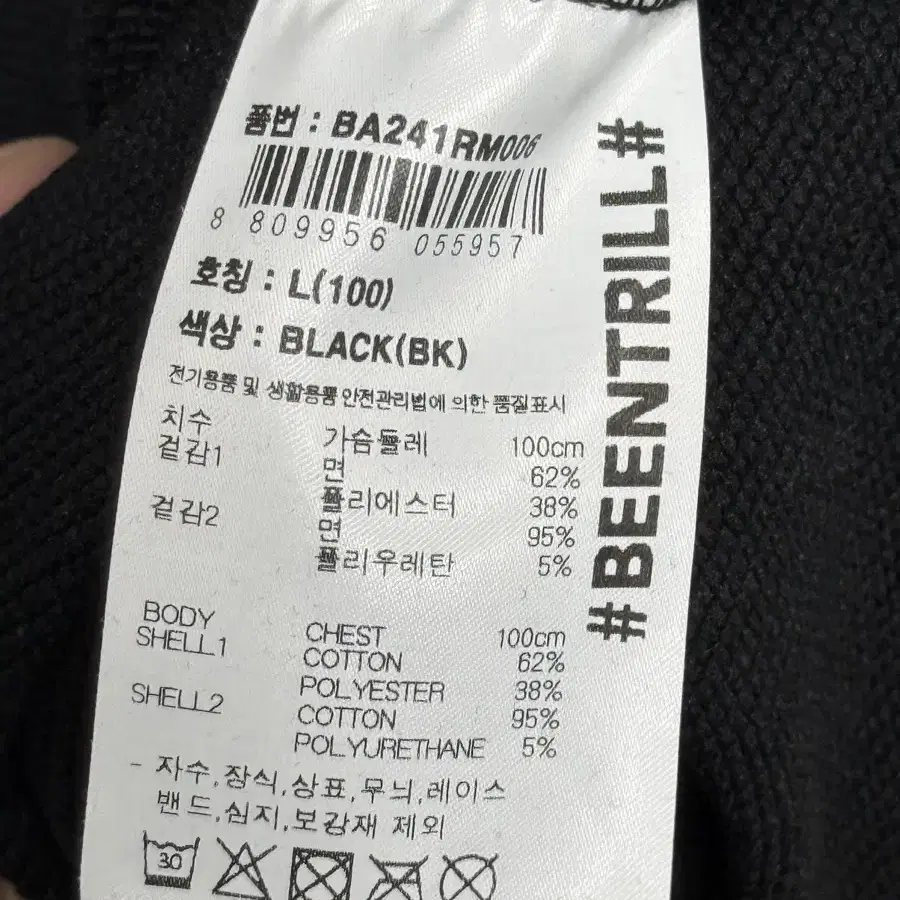 품번 : BA241RM006
8 809956 055957
호칭 : L(100)
색상 : BLACK(BK)
전기용품 및 생활용품 안전관리법에 의한 품질표시
치수 가슴둘레 100cm
겉감1 면 62%
폴리에스터 38%
겉감2 면 95%
폴리우레탄 5%
BODY CHEST 100cm
SHELL1 COTTON 62%
POLYESTER 38%
SHELL2 COTTON 95%
POLYURETHANE 5%
- 자수,장식,상표,무늬,레이스
밴드,심지,보강재 제외
30
#BEENTRILL#